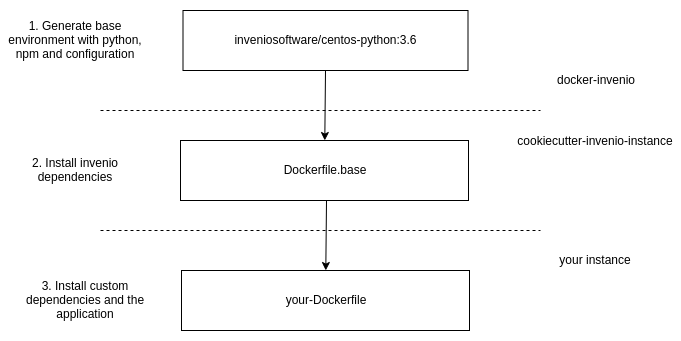 1. Generate base
environment with python,
npm and configuration
inveniosoftware/centos-python:3.6
docker-invenio
cookiecutter-invenio-instance
2. Install invenio
dependencies
Dockerfile.base
your instance
3. Install custom
dependencies and the
application
your-Dockerfile